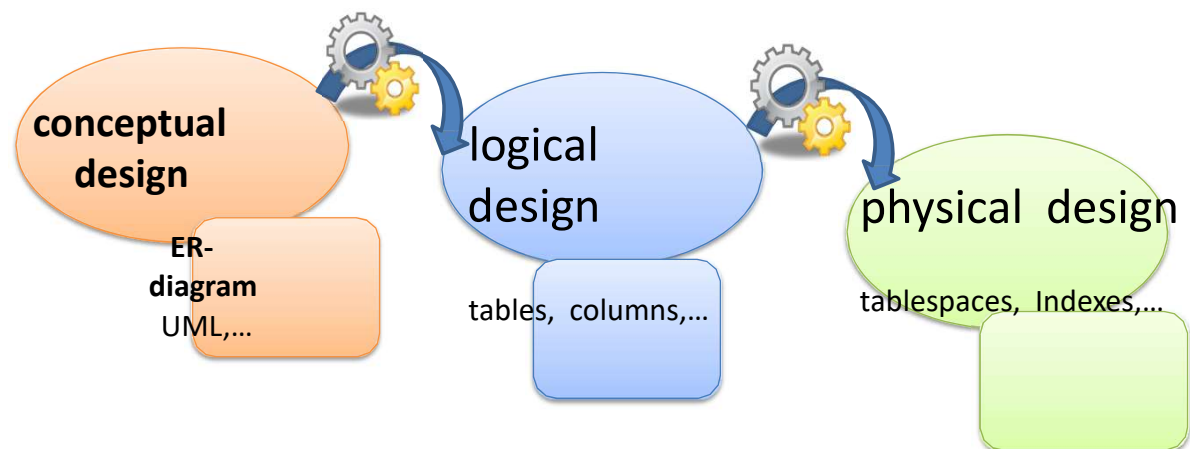 conceptual
design
ER-
diagram
UML,...
logical
design
tables, columns,...
physical design
tablespaces, Indexes,...